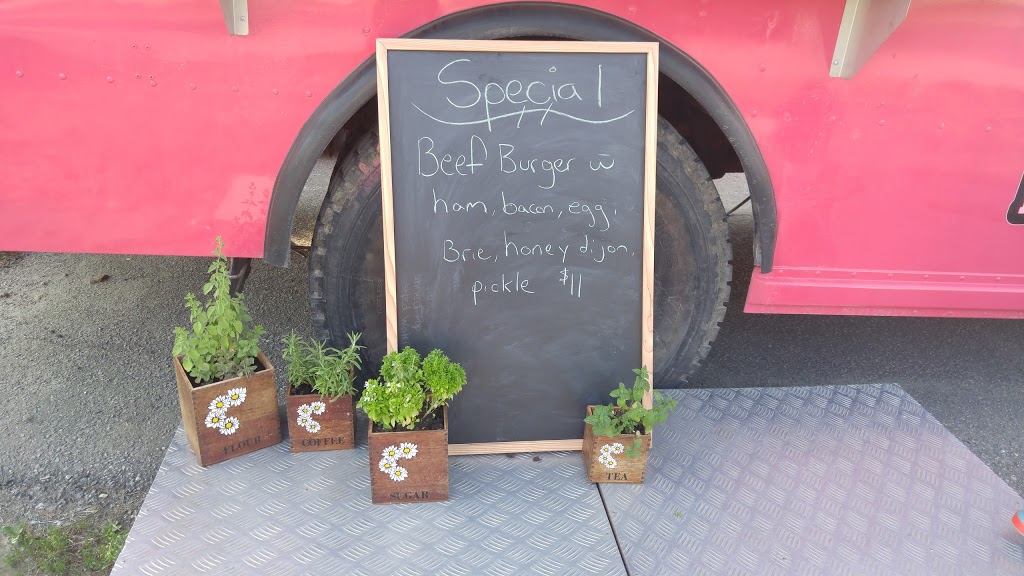 Special
Beef Burger w̄
ham, bacon, egg,
Brie, honey dijon,
pickle $11
FLOUR
COFFEE
SUGAR
TEA